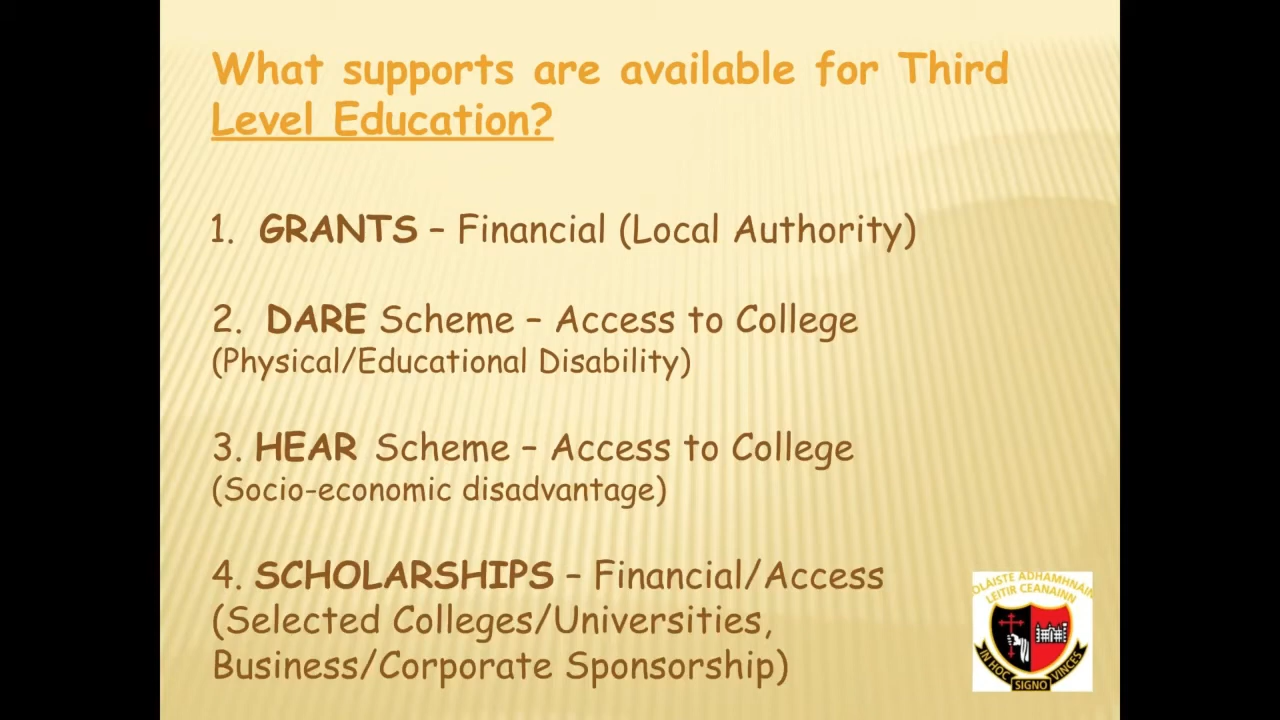 What supports are available for Third
Level Education?
1. GRANTS – Financial (Local Authority)
2. DARE Scheme – Access to College
(Physical/Educational Disability)
3. HEAR Scheme – Access to College
(Socio-economic disadvantage)
4. SCHOLARSHIPS – Financial/Access
(Selected Colleges/Universities,
Business/Corporate Sponsorship)
OLAISTE ADHAMHNAIN
LEITIR CEANAINN
IN HOC SIGNO VINCES